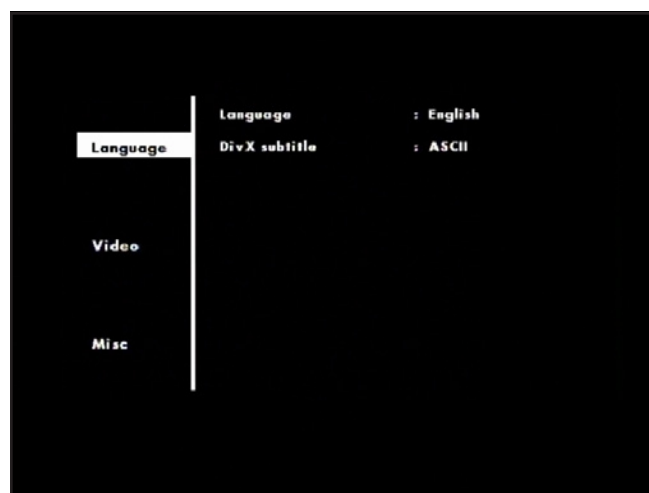 Language : English
Language
DivX subtitle : ASCII
Video
Misc